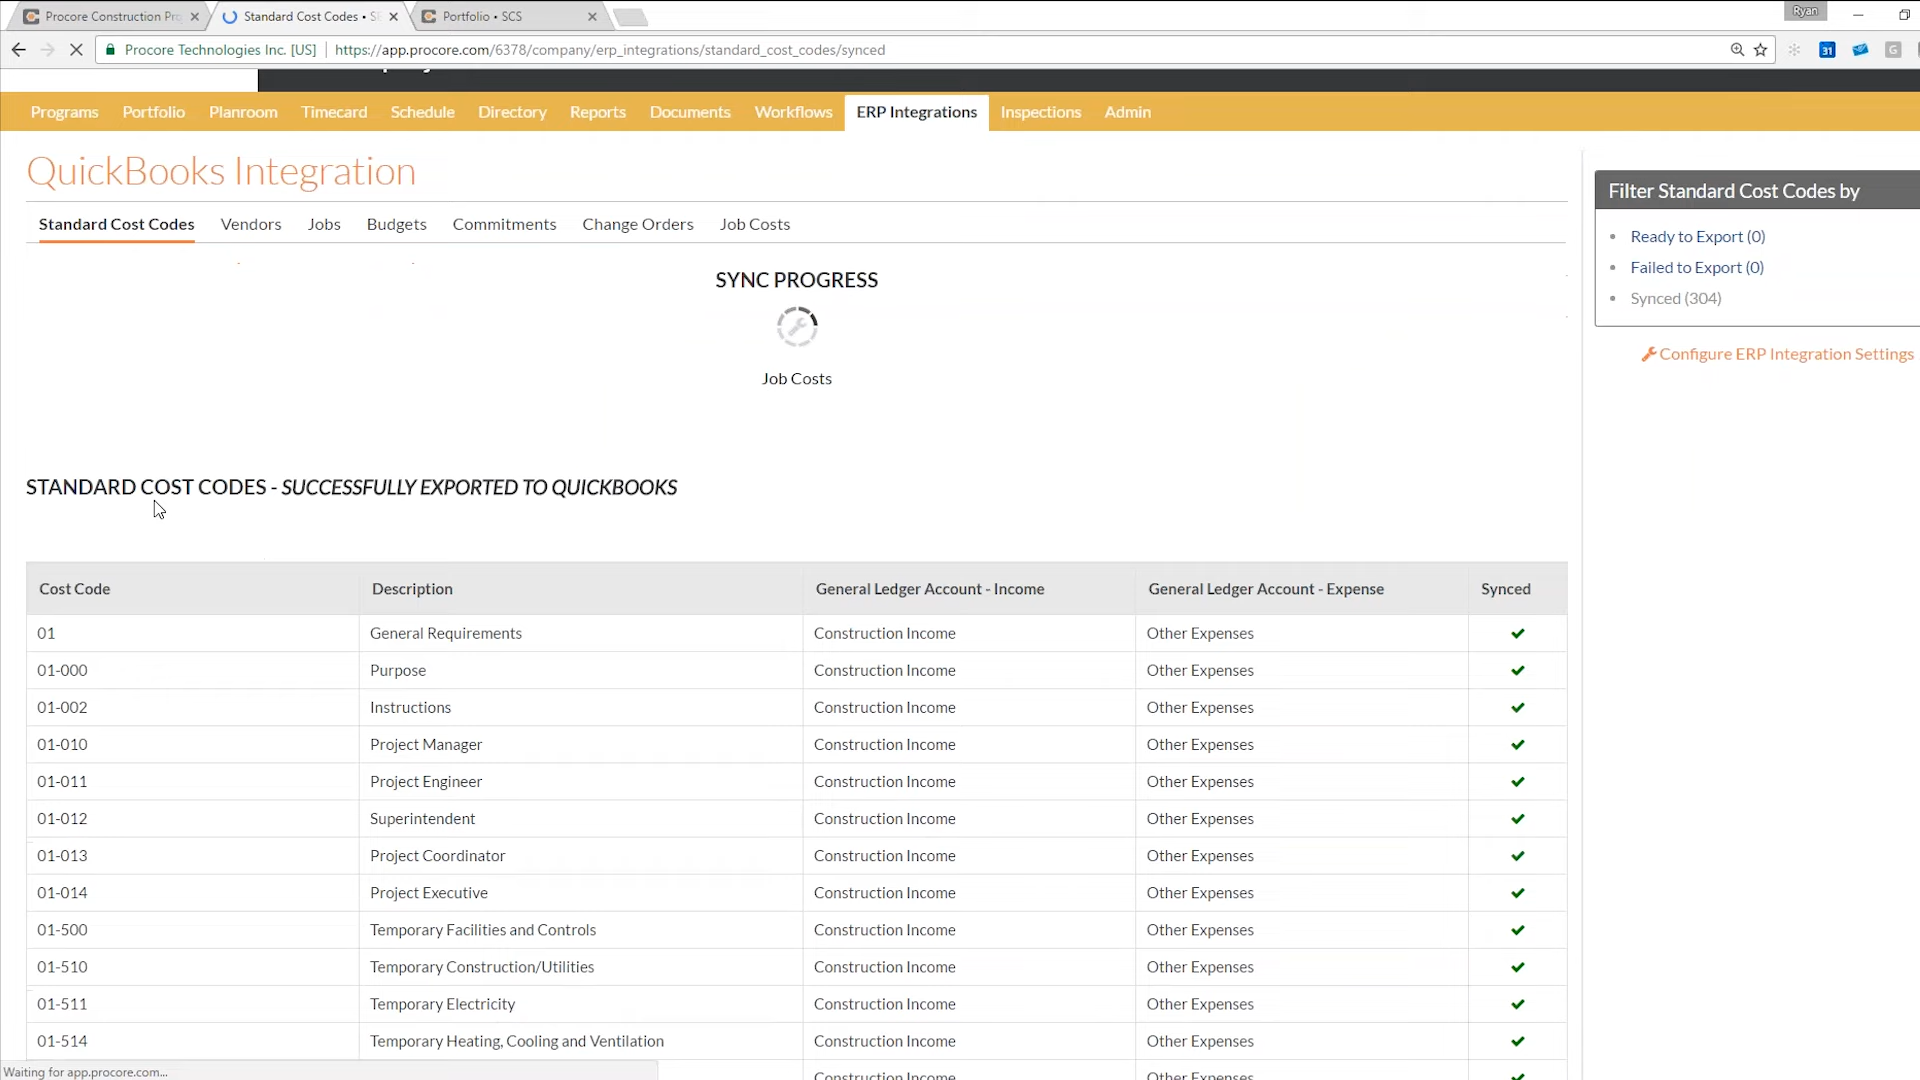 Procore Construction Pro
Standard Cost Codes • S
Portfolio • SCS
Ryan
Procore Technologies Inc. [US] | https://app.procore.com/6378/company/erp_integrations/standard_cost_codes/synced
31
G
Programs Portfolio Planroom Timecard Schedule Directory Reports Documents Workflows ERP Integrations Inspections Admin
QuickBooks Integration
Standard Cost Codes Vendors Jobs Budgets Commitments Change Orders Job Costs
Filter Standard Cost Codes by
• Ready to Export (0)
• Failed to Export (0)
• Synced (304)
Configure ERP Integration Settings
SYNC PROGRESS
Job Costs
STANDARD COST CODES - SUCCESSFULLY EXPORTED TO QUICKBOOKS
Cost Code Description General Ledger Account - Income General Ledger Account - Expense Synced
01 General Requirements Construction Income Other Expenses ✔
01-000 Purpose Construction Income Other Expenses ✔
01-002 Instructions Construction Income Other Expenses ✔
01-010 Project Manager Construction Income Other Expenses ✔
01-011 Project Engineer Construction Income Other Expenses ✔
01-012 Superintendent Construction Income Other Expenses ✔
01-013 Project Coordinator Construction Income Other Expenses ✔
01-014 Project Executive Construction Income Other Expenses ✔
01-500 Temporary Facilities and Controls Construction Income Other Expenses ✔
01-510 Temporary Construction/Utilities Construction Income Other Expenses ✔
01-511 Temporary Electricity Construction Income Other Expenses ✔
01-514 Temporary Heating, Cooling and Ventilation Construction Income Other Expenses ✔
Construction Income Other Expenses ✔
Waiting for app.procore.com...